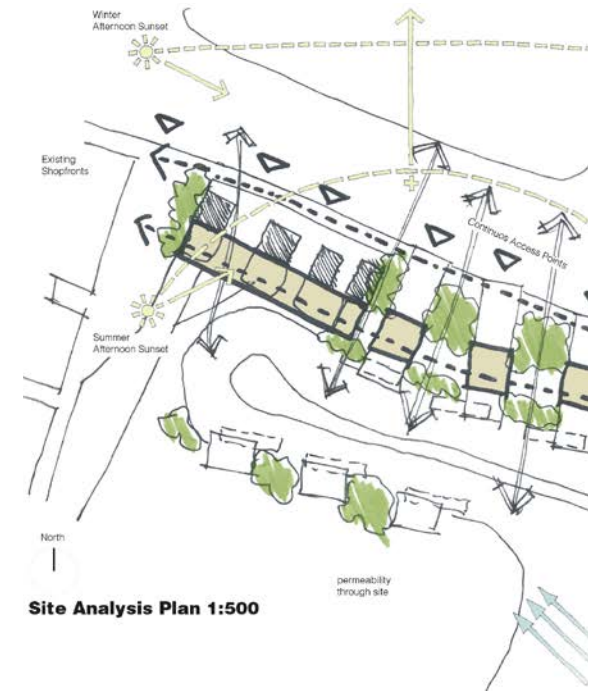 Winter
Afternoon Sunset
Existing
Shopfronts
Continuos Access Points
Summer
Afternoon Sunset
North
permeability
through site
Site Analysis Plan 1:500